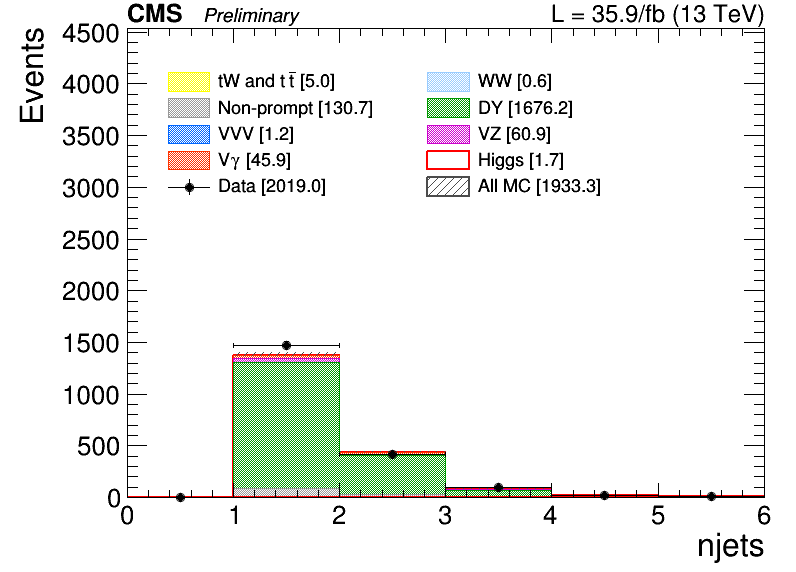 CMS Preliminary L = 35.9/fb (13 TeV)
Events
4500
4000
3500
3000
2500
2000
1500
1000
500
0
tW and t t̄ [5.0] WW [0.6]
Non-prompt [130.7] DY [1676.2]
VVV [1.2] VZ [60.9]
Vγ [45.9] Higgs [1.7]
Data [2019.0] All MC [1933.3]
0 1 2 3 4 5 6
njets